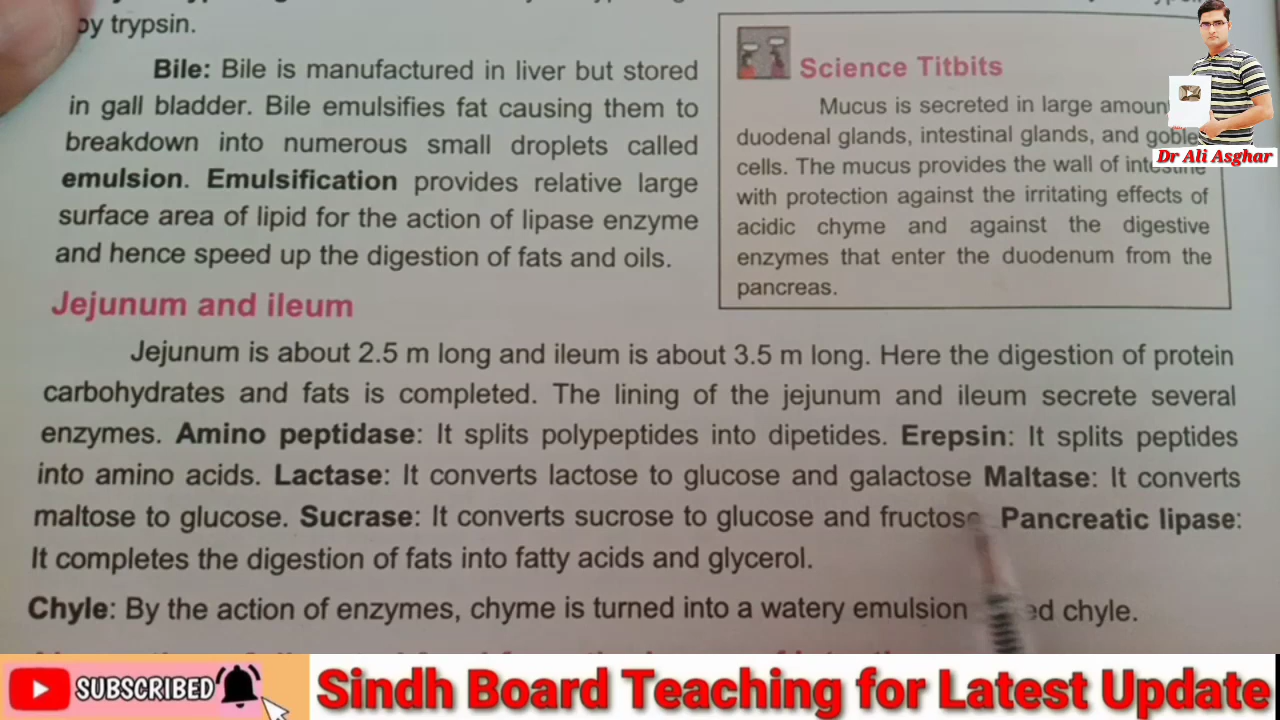 by trypsin.
Bile: Bile is manufactured in liver but stored
in gall bladder. Bile emulsifies fat causing them to
breakdown into numerous small droplets called
emulsion. Emulsification provides relative large
surface area of lipid for the action of lipase enzyme
and hence speed up the digestion of fats and oils.
Science Titbits
Mucus is secreted in large
duodenal glands, intestinal glands, and
cells. The mucus provides the wall of intestine
with protection against the irritating effects of
acidic chyme and against the digestive
enzymes that enter the duodenum from the
pancreas.
Dr Ali Asghar
Jejunum and ileum
Jejunum is about 2.5 m long and ileum is about 3.5 m long. Here the digestion of protein
carbohydrates and fats is completed. The lining of the jejunum and ileum secrete several
enzymes. Amino peptidase: It splits polypeptides into dipetides. Erepsin: It splits peptides
into amino acids. Lactase: It converts lactose to glucose and galactose Maltase: It converts
maltose to glucose. Sucrase: It converts sucrose to glucose and fructose Pancreatic lipase:
It completes the digestion of fats into fatty acids and glycerol.
Chyle: By the action of enzymes, chyme is turned into a watery emulsion chyle.
SUBSCRIBED
Sindh Board Teaching for Latest Update